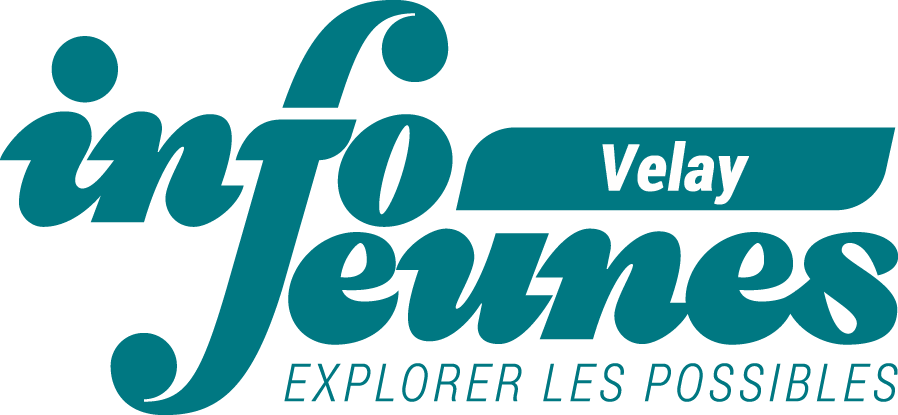 info
Velay
Jeunes
EXPLORER LES POSSIBLES